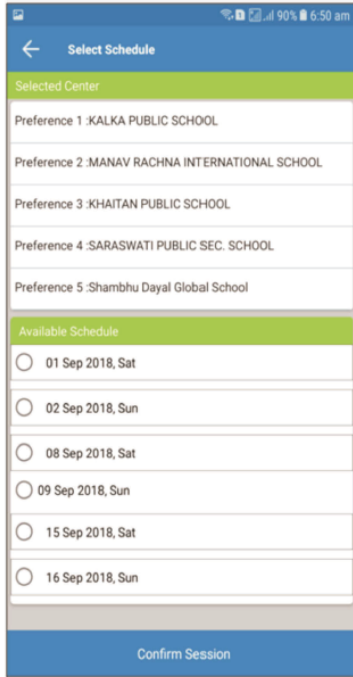 90% 6:50 am
Select Schedule
Selected Center
Preference 1 :KALKA PUBLIC SCHOOL
Preference 2 :MANAV RACHNA INTERNATIONAL SCHOOL
Preference 3 :KHAITAN PUBLIC SCHOOL
Preference 4 :SARASWATI PUBLIC SEC. SCHOOL
Preference 5 :Shambhu Dayal Global School
Available Schedule
01 Sep 2018, Sat
02 Sep 2018, Sun
08 Sep 2018, Sat
09 Sep 2018, Sun
15 Sep 2018, Sat
16 Sep 2018, Sun
Confirm Session